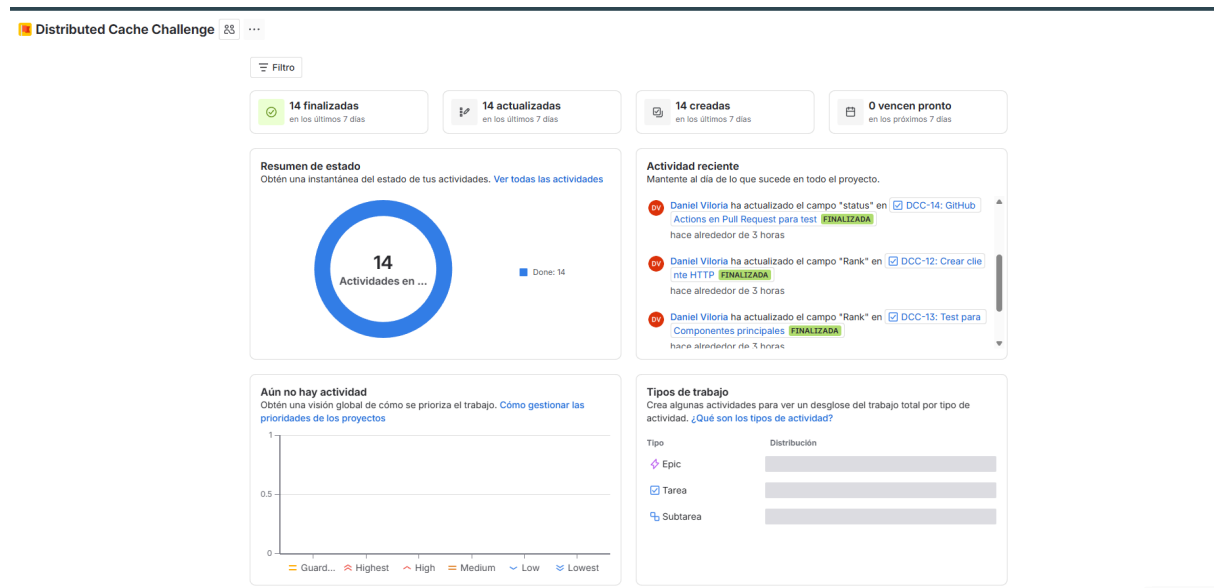 Distributed Cache Challenge
Filtro
14 finalizadas
en los últimos 7 días
14 actualizadas
en los últimos 7 días
14 creadas
en los últimos 7 días
0 vencen pronto
en los próximos 7 días
Resumen de estado
Obtén una instantánea del estado de tus actividades. Ver todas las actividades
14
Actividades en ...
Done: 14
Actividad reciente
Mantente al día de lo que sucede en todo el proyecto.
DV
Daniel Viloria ha actualizado el campo "status" en DCC-14: GitHub
Actions en Pull Request para test FINALIZADA
hace alrededor de 3 horas
DV
Daniel Viloria ha actualizado el campo "Rank" en DCC-12: Crear clie
nte HTTP FINALIZADA
hace alrededor de 3 horas
DV
Daniel Viloria ha actualizado el campo "Rank" en DCC-13: Test para
Componentes principales FINALIZADA
hace alrededor de 3 horas
Aún no hay actividad
Obtén una visión global de cómo se prioriza el trabajo. Cómo gestionar las
prioridades de los proyectos
1
0.5
0
Guard... Highest High Medium Low Lowest
Tipos de trabajo
Crea algunas actividades para ver un desglose del trabajo total por tipo de
actividad. ¿Qué son los tipos de actividad?
Tipo Distribución
Epic
Tarea
Subtarea